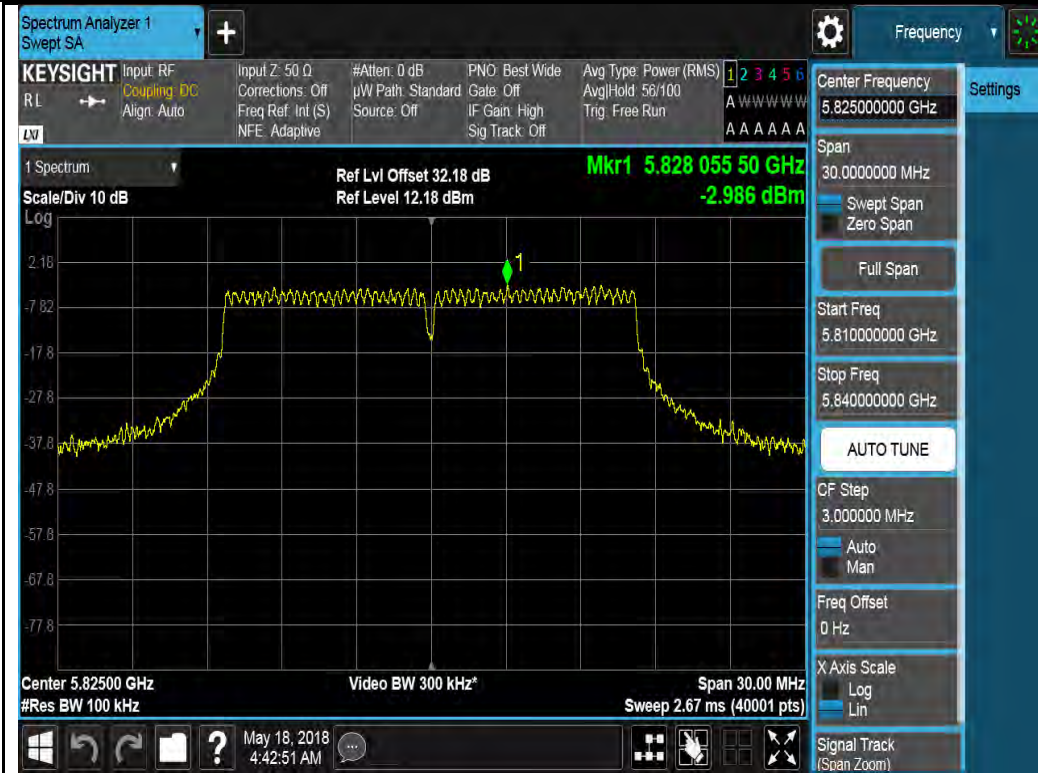 Spectrum Analyzer 1
Swept SA
+
Frequency
KEYSIGHT
RL
LXI
Input: RF
Coupling: DC
Align: Auto
Input Z: 50 Ω
Corrections: Off
Freq Ref: Int (S)
NFE: Adaptive
#Atten: 0 dB
µW Path: Standard
Source: Off
PNO: Best Wide
Gate: Off
IF Gain: High
Sig Track: Off
Avg Type: Power (RMS)
Avg|Hold: 56/100
Trig: Free Run
1 2 3 4 5 6
A W W W W W
A A A A A A
1 Spectrum
Scale/Div 10 dB
Ref Lvl Offset 32.18 dB
Ref Level 12.18 dBm
Mkr1 5.828 055 50 GHz
-2.986 dBm
Log
1
2.18
-7.82
-17.8
-27.8
-37.8
-47.8
-57.8
-67.8
-77.8
Center 5.82500 GHz
#Res BW 100 kHz
Video BW 300 kHz*
Span 30.00 MHz
Sweep 2.67 ms (40001 pts)
Center Frequency
5.825000000 GHz
Settings
Span
30.0000000 MHz
Swept Span
Zero Span
Full Span
Start Freq
5.810000000 GHz
Stop Freq
5.840000000 GHz
AUTO TUNE
CF Step
3.000000 MHz
Auto
Man
Freq Offset
0 Hz
X Axis Scale
Log
Lin
Signal Track
(Span Zoom)
?
May 18, 2018
4:42:51 AM